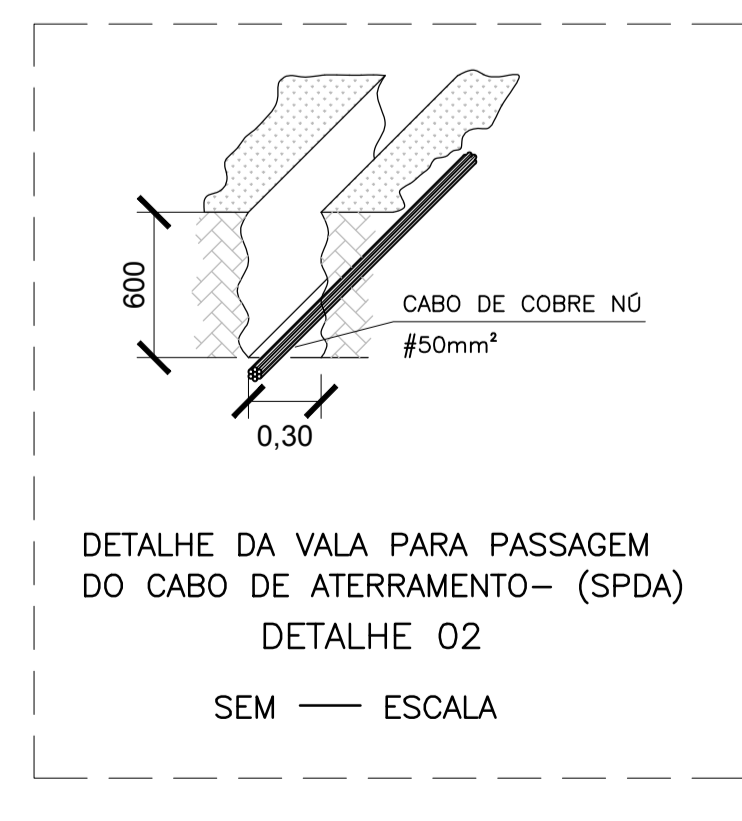 600
CABO DE COBRE NÚ
#50mm²
0,30
DETALHE DA VALA PARA PASSAGEM
DO CABO DE ATERRAMENTO– (SPDA)
DETALHE 02
SEM — ESCALA